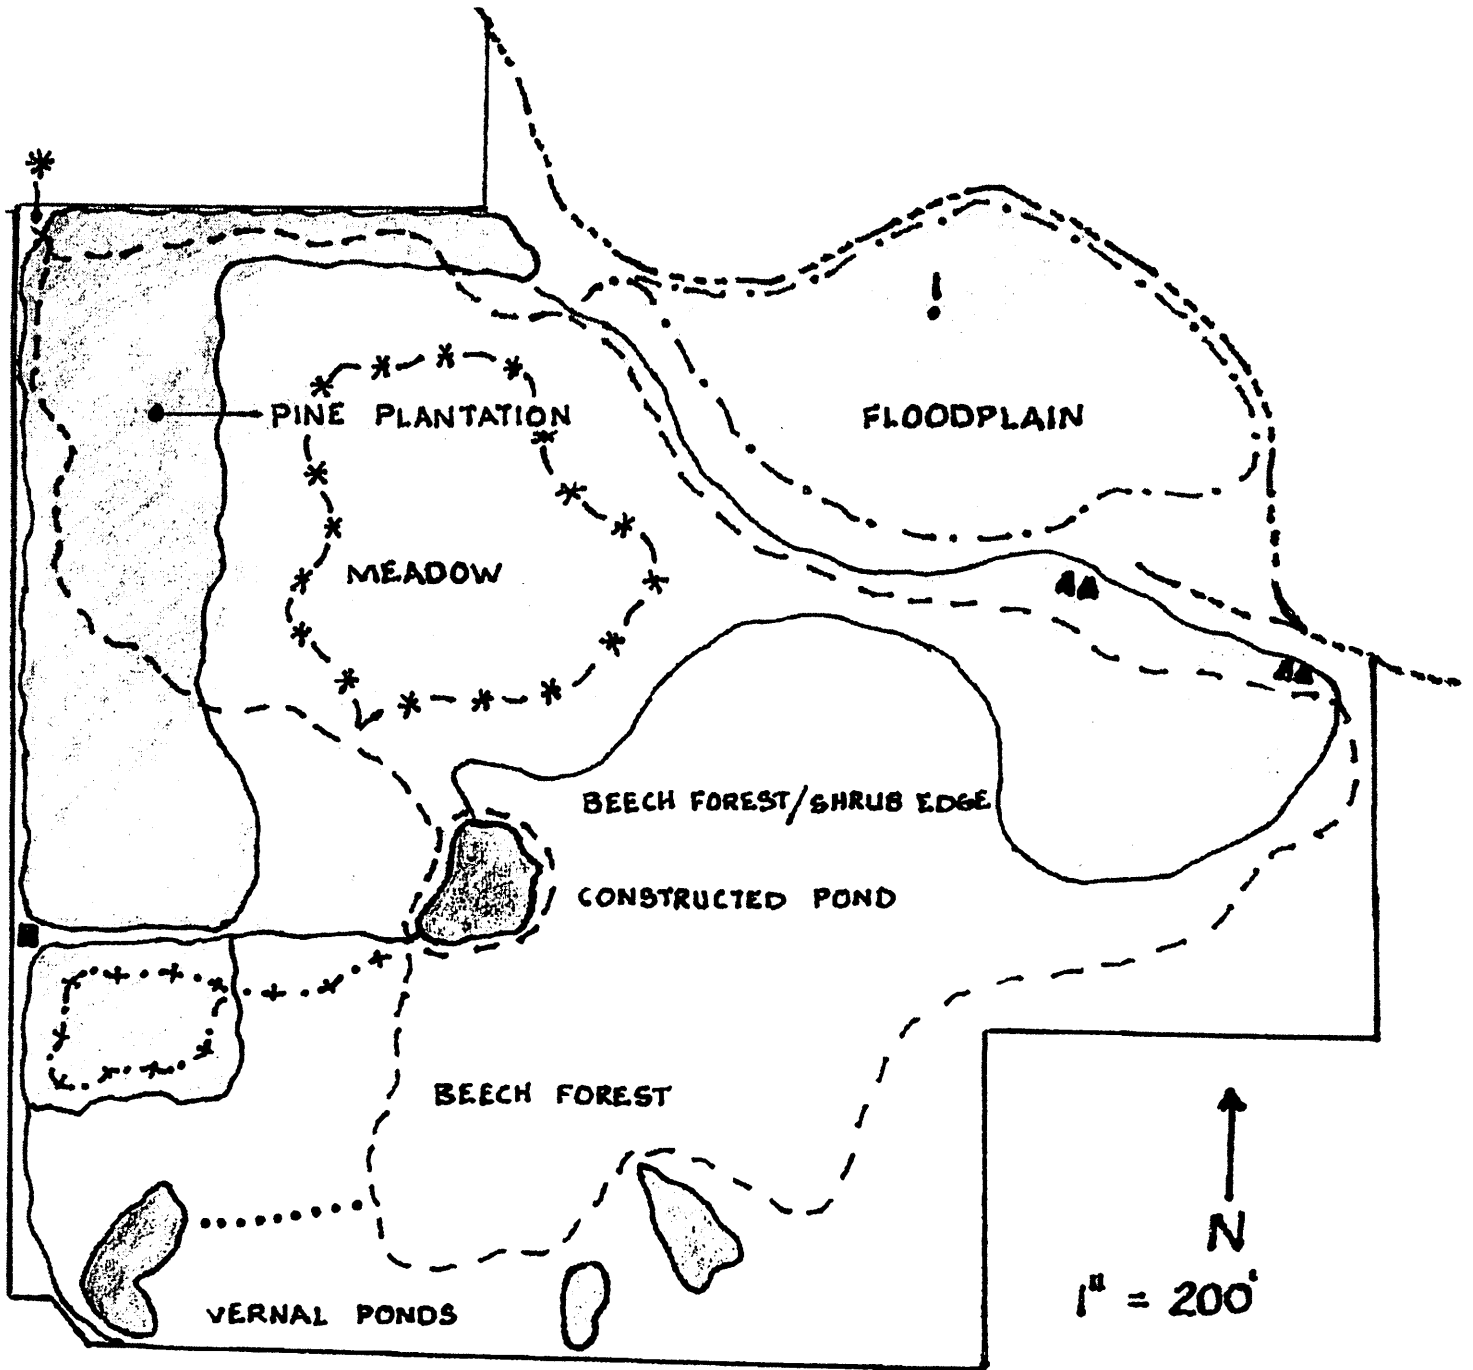 PINE PLANTATION
FLOODPLAIN
MEADOW
BEECH FOREST/SHRUB EDGE
CONSTRUCTED POND
BEECH FOREST
VERNAL PONDS
N
1" = 200'